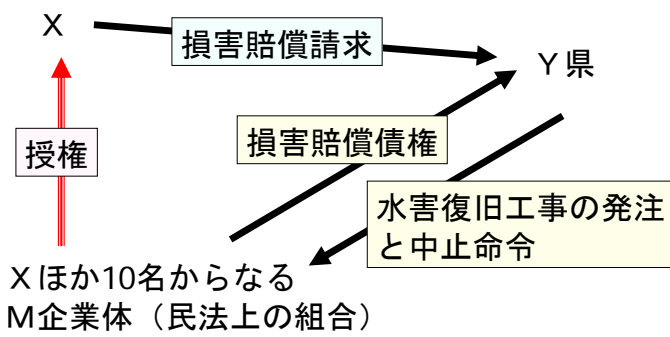 X
損害賠償請求
Y県
授権
損害賠償債権
水害復旧工事の発注
と中止命令
Xほか10名からなる
M企業体（民法上の組合）